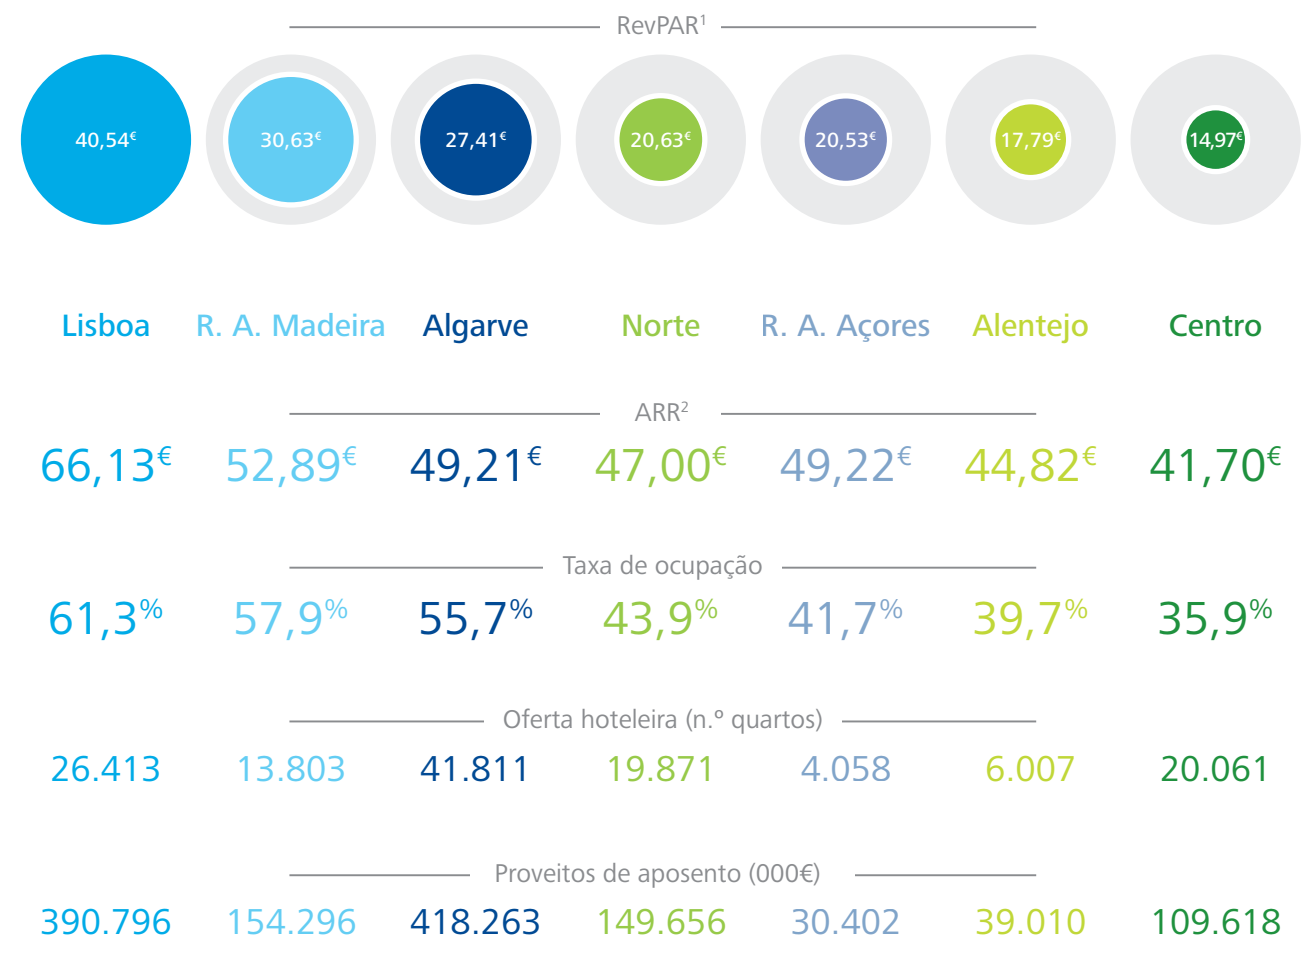 RevPAR¹
40,54€ 30,63€ 27,41€ 20,63€ 20,53€ 17,79€ 14,97€
Lisboa R. A. Madeira Algarve Norte R. A. Açores Alentejo Centro
ARR²
66,13€ 52,89€ 49,21€ 47,00€ 49,22€ 44,82€ 41,70€
Taxa de ocupação
61,3% 57,9% 55,7% 43,9% 41,7% 39,7% 35,9%
Oferta hoteleira (n.º quartos)
26.413 13.803 41.811 19.871 4.058 6.007 20.061
Proveitos de aposento (000€)
390.796 154.296 418.263 149.656 30.402 39.010 109.618